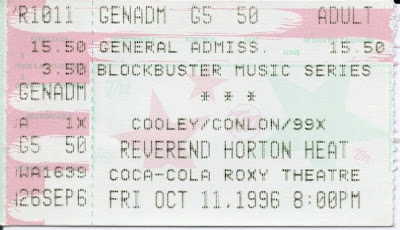 R1011 GENADM G5 50 ADULT
15.50 GENERAL ADMISS. 15.50
3.50 BLOCKBUSTER MUSIC SERIES
GENADM * * *
A 1X COOLEY/CONLON/99X
G5 50 REVEREND HORTON HEAT
WA1639 COCA-COLA ROXY THEATRE
26SEP6 FRI OCT 11,1996 8:00PM